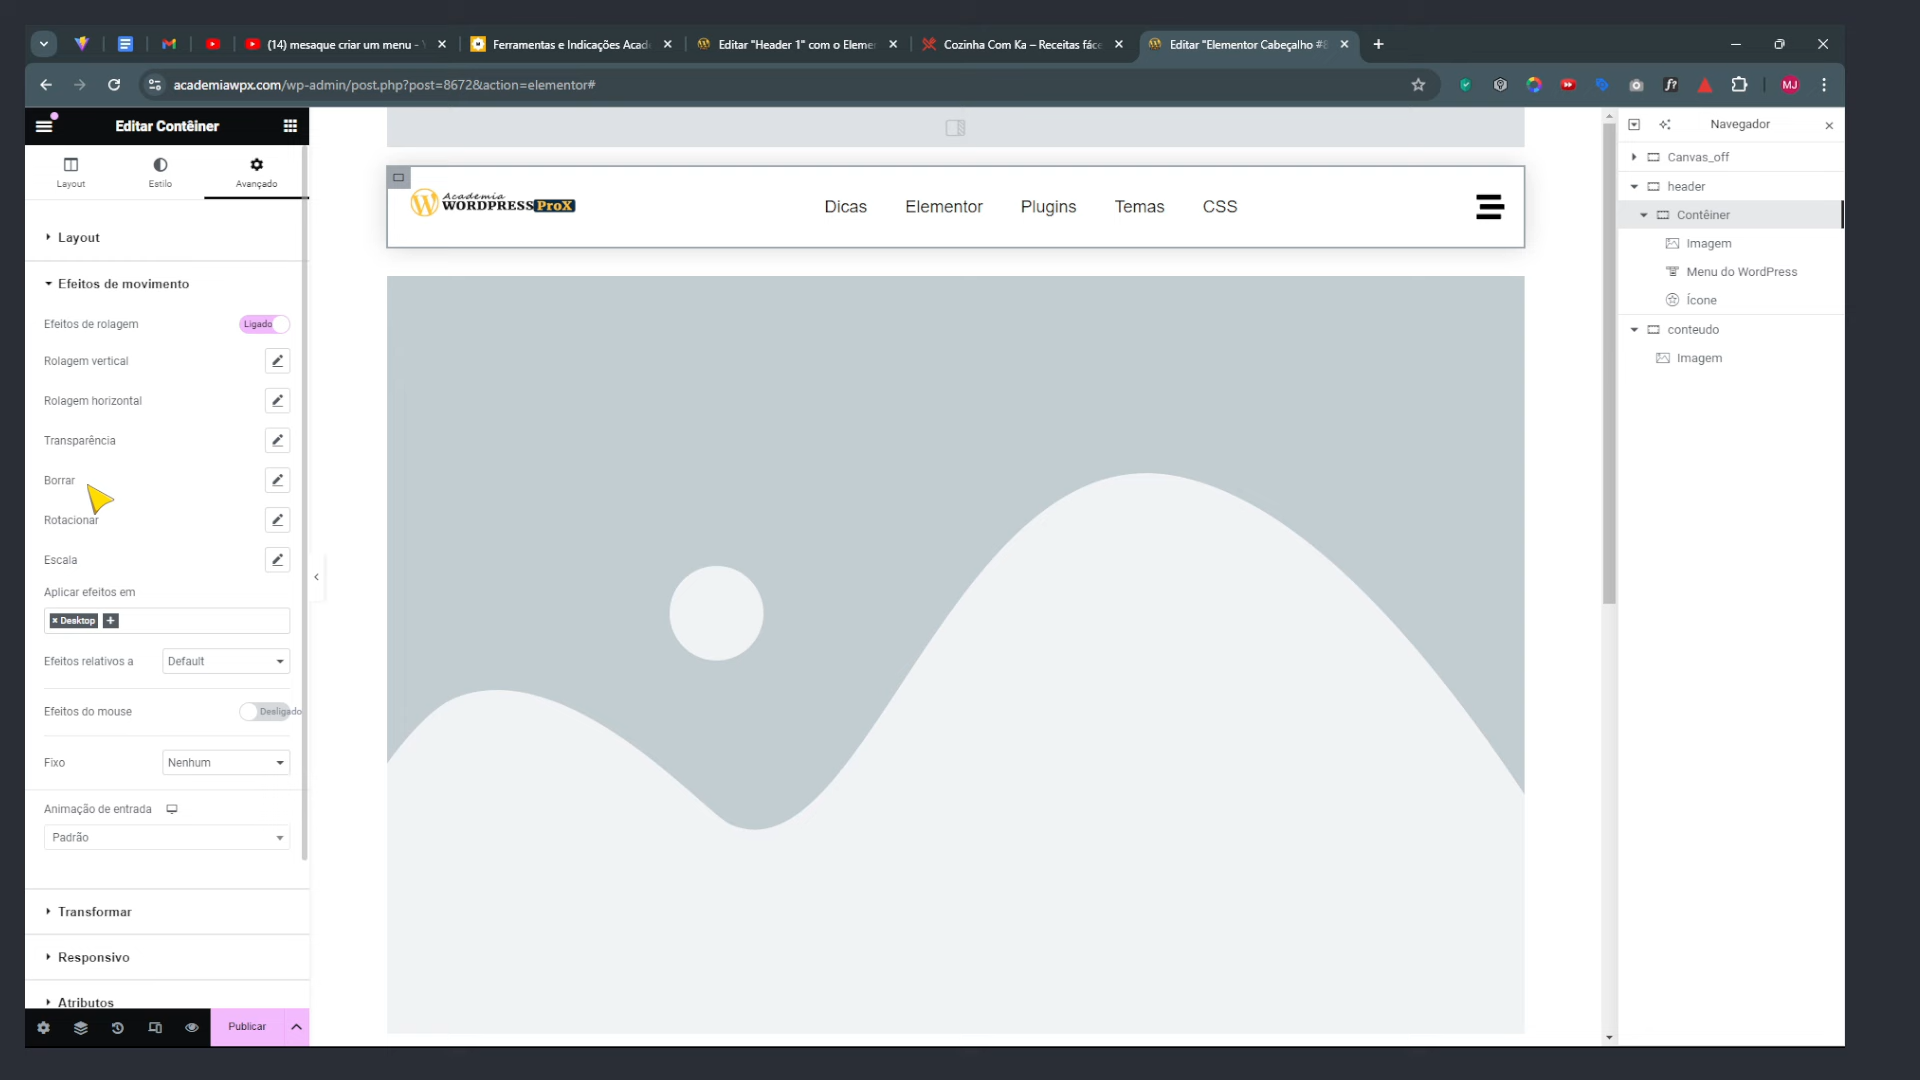 (14) mesaque criar um menu - Y
Ferramentas e Indicações Acad
Editar "Header 1" com o Eleme
Cozinha Com Ka – Receitas fác
Editar "Elementor Cabeçalho #8
academiawpx.com/wp-admin/post.php?post=8672&action=elementor#
f?
MJ
Editar Contêiner
Layout
Estilo
Avançado
Layout
Efeitos de movimento
Efeitos de rolagem
Ligado
Rolagem vertical
Rolagem horizontal
Transparência
Borrar
Rotacionar
Escala
Aplicar efeitos em
× Desktop +
Efeitos relativos a
Default
Efeitos do mouse
Desligado
Fixo
Nenhum
Animação de entrada
Padrão
Transformar
Responsivo
Atributos
Publicar
Academia
WORDPRESS ProX
Dicas
Elementor
Plugins
Temas
CSS
Navegador
Canvas_off
header
Contêiner
Imagem
Menu do WordPress
Ícone
conteudo
Imagem